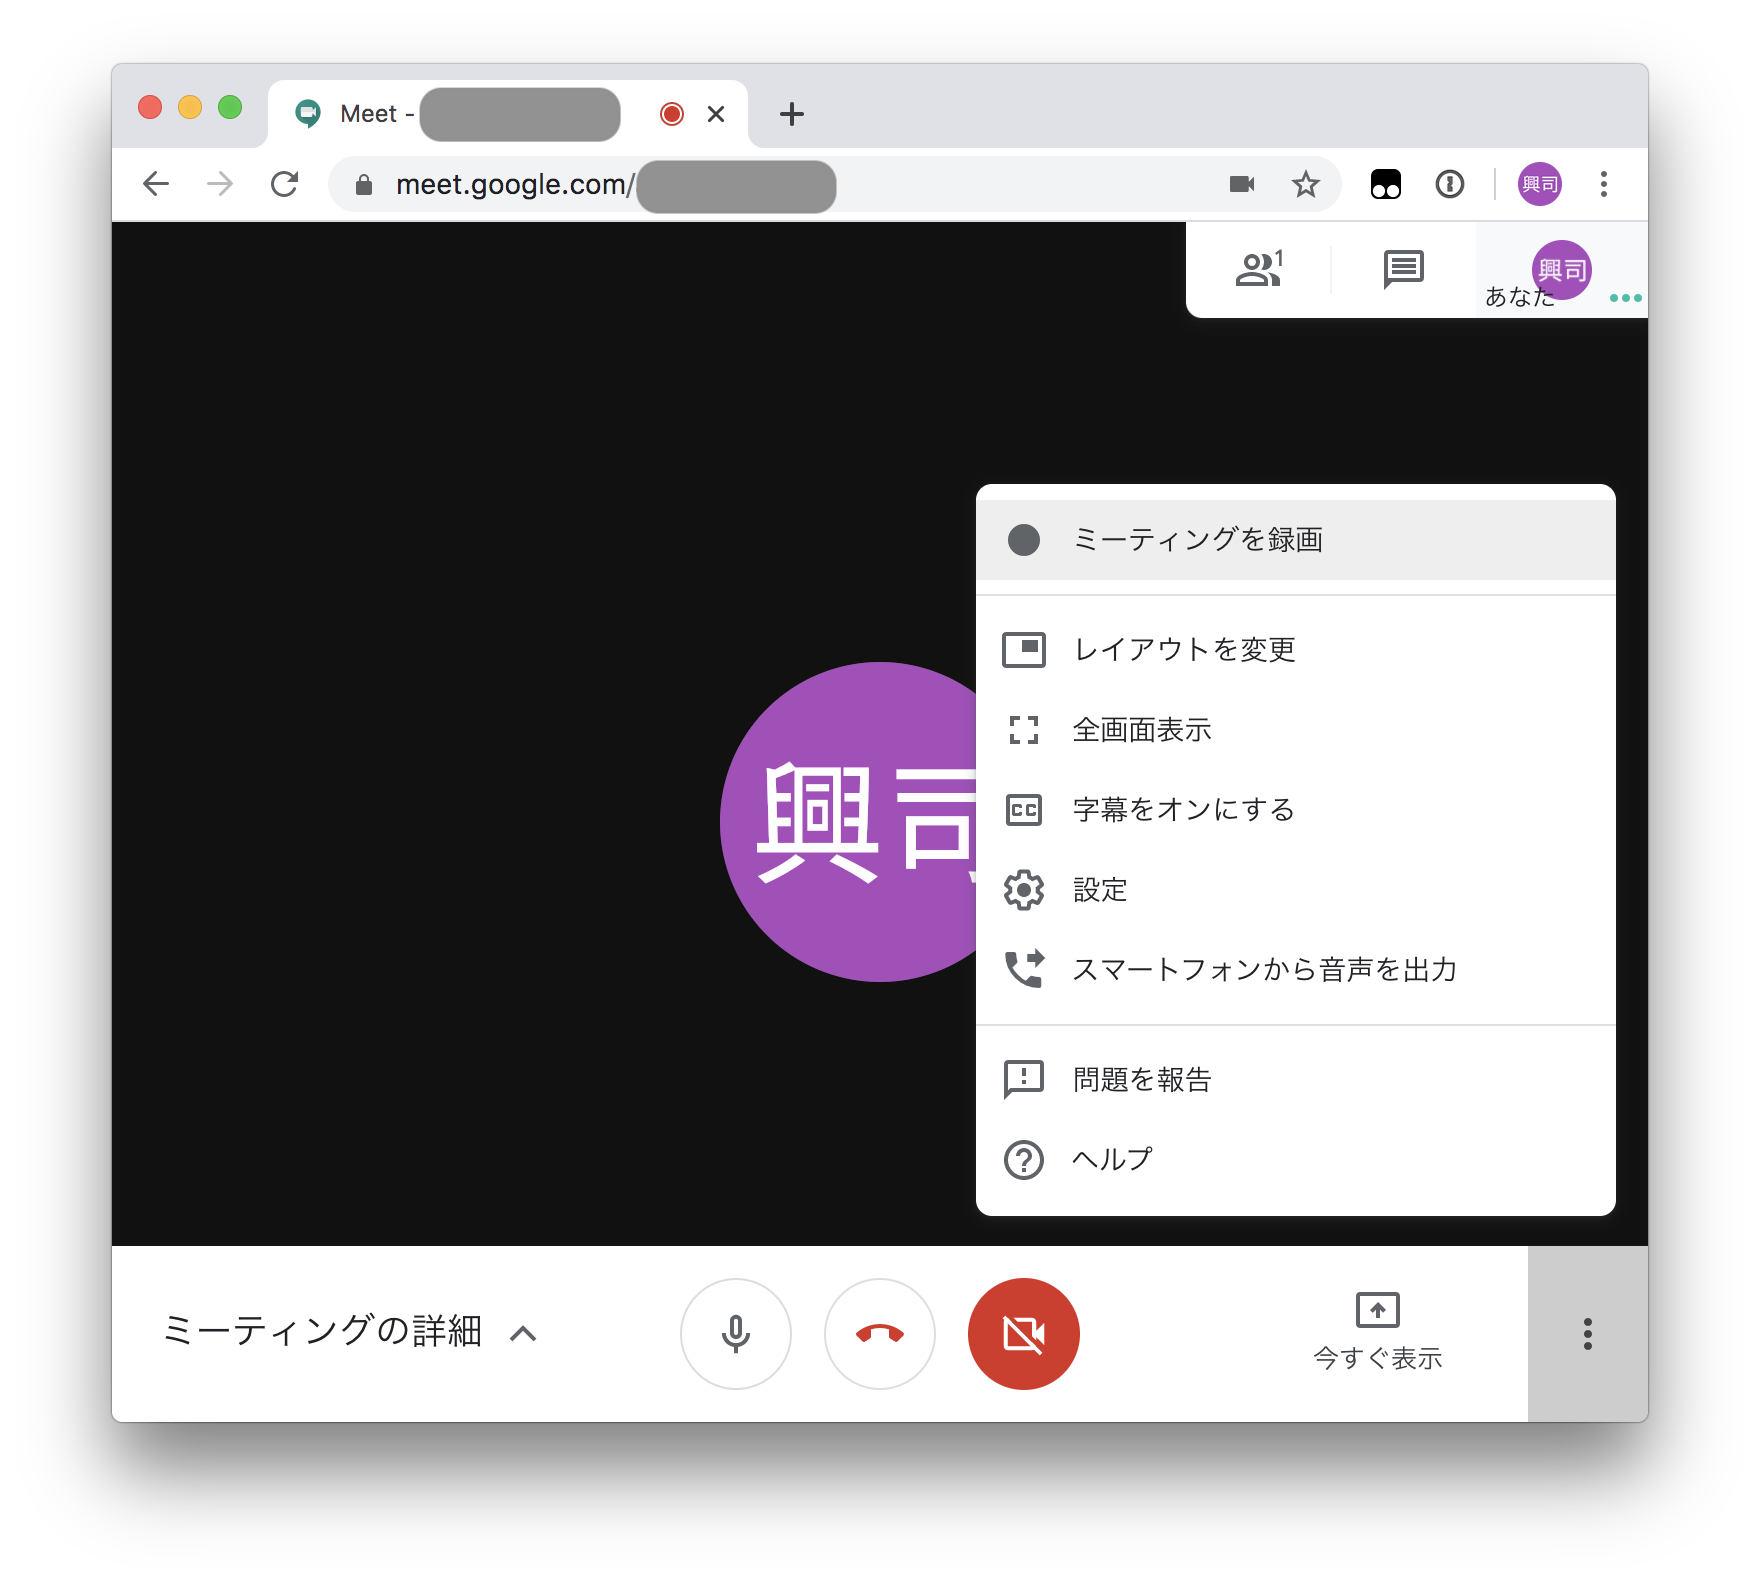 Meet -
meet.google.com/
興司
1
興司
あなた
興司
ミーティングを録画
レイアウトを変更
全画面表示
CC
字幕をオンにする
設定
スマートフォンから音声を出力
問題を報告
ヘルプ
ミーティングの詳細
今すぐ表示